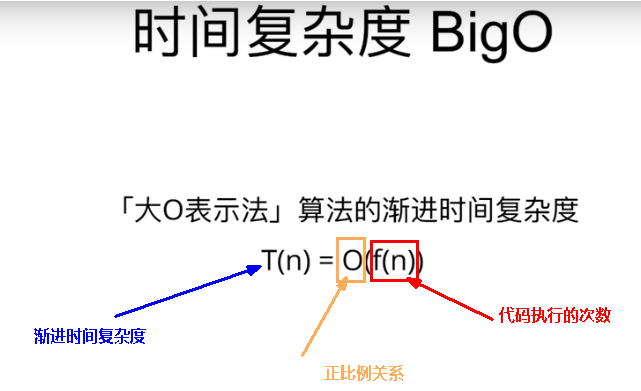 时间复杂度 BigO
「大O表示法」算法的渐进时间复杂度
T(n) = O(f(n))
代码执行的次数
渐进时间复杂度
正比例关系